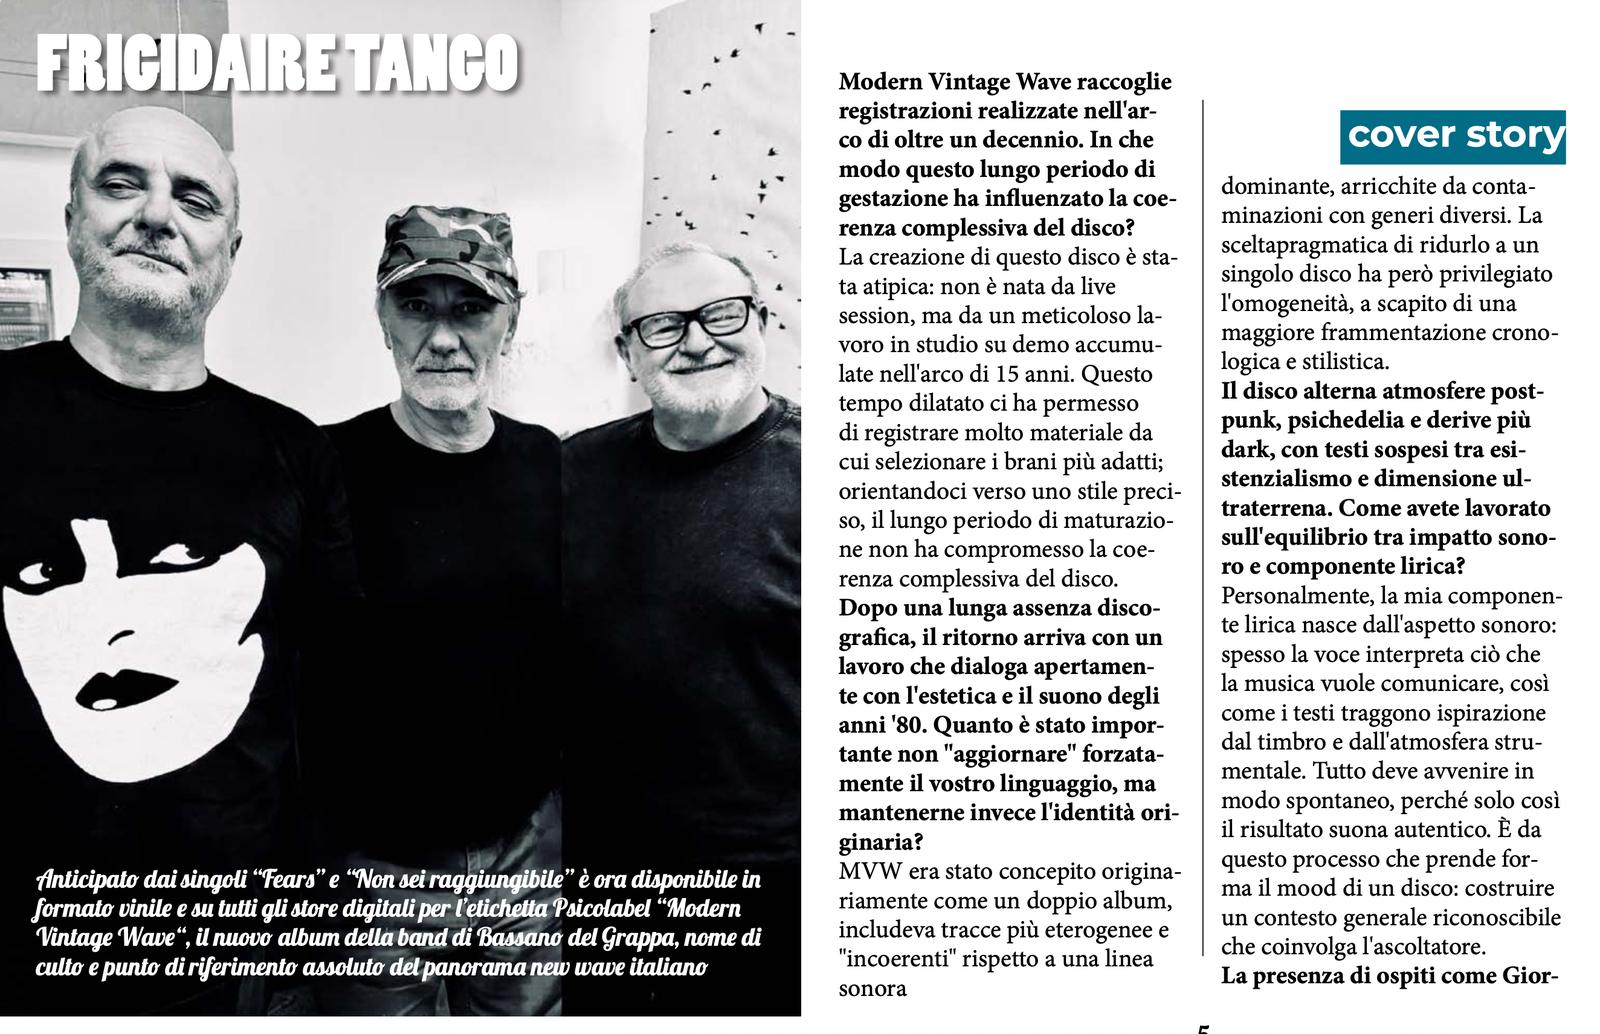 FRIGIDAIRE TANGO
Anticipato dai singoli “Fears” e “Non sei raggiungibile” è ora disponibile in
formato vinile e su tutti gli store digitali per l’etichetta Psicolabel “Modern
Vintage Wave“, il nuovo album della band di Bassano del Grappa, nome di
culto e punto di riferimento assoluto del panorama new wave italiano
Modern Vintage Wave raccoglie
registrazioni realizzate nell'ar-
co di oltre un decennio. In che
modo questo lungo periodo di
gestazione ha influenzato la coe-
renza complessiva del disco?
La creazione di questo disco è sta-
ta atipica: non è nata da live
session, ma da un meticoloso la-
voro in studio su demo accumu-
late nell'arco di 15 anni. Questo
tempo dilatato ci ha permesso
di registrare molto materiale da
cui selezionare i brani più adatti;
orientandoci verso uno stile preci-
so, il lungo periodo di maturazio-
ne non ha compromesso la coe-
renza complessiva del disco.
Dopo una lunga assenza disco-
grafica, il ritorno arriva con un
lavoro che dialoga apertamen-
te con l'estetica e il suono degli
anni '80. Quanto è stato impor-
tante non "aggiornare" forzata-
mente il vostro linguaggio, ma
mantenerne invece l'identità ori-
ginaria?
MVW era stato concepito origina-
riamente come un doppio album,
includeva tracce più eterogenee e
"incoerenti" rispetto a una linea
sonora
cover story
dominante, arricchite da conta-
minazioni con generi diversi. La
sceltapragmatica di ridurlo a un
singolo disco ha però privilegiato
l'omogeneità, a scapito di una
maggiore frammentazione crono-
logica e stilistica.
Il disco alterna atmosfere post-
punk, psichedelia e derive più
dark, con testi sospesi tra esi-
stenzialismo e dimensione ul-
traterrena. Come avete lavorato
sull'equilibrio tra impatto sono-
ro e componente lirica?
Personalmente, la mia componen-
te lirica nasce dall'aspetto sonoro:
spesso la voce interpreta ciò che
la musica vuole comunicare, così
come i testi traggono ispirazione
dal timbro e dall'atmosfera stru-
mentale. Tutto deve avvenire in
modo spontaneo, perché solo così
il risultato suona autentico. È da
questo processo che prende for-
ma il mood di un disco: costruire
un contesto generale riconoscibile
che coinvolga l'ascoltatore.
La presenza di ospiti come Gior-
5